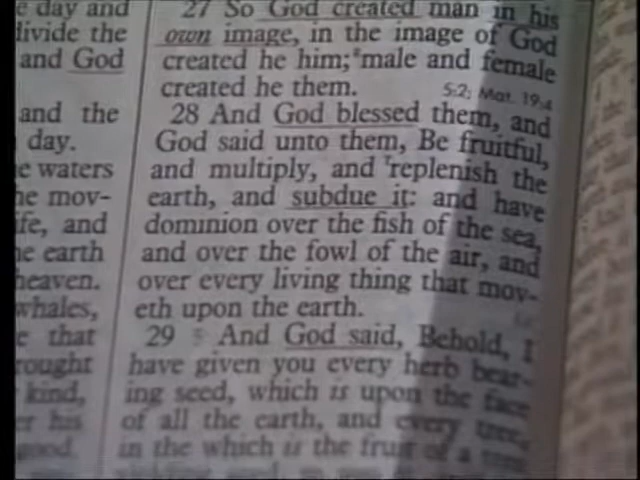 e day and
divide the
and God
and the
day.
e waters
he mov-
ife, and
he earth
heaven.
whales,
e that
rought
kind,
er his
good.
27 So God created man in his
own image, in the image of God
created he him; male and female
created he them.
5:2; Mat. 19:4
28 And God blessed them, and
God said unto them, Be fruitful,
and multiply, and replenish the
earth, and subdue it: and have
dominion over the fish of the sea,
and over the fowl of the air, and
over every living thing that mov-
eth upon the earth.
29 And God said, Behold, I
have given you every herb bear-
ing seed, which is upon the face
of all the earth, and every tree,
in the which is the fruit of a tree